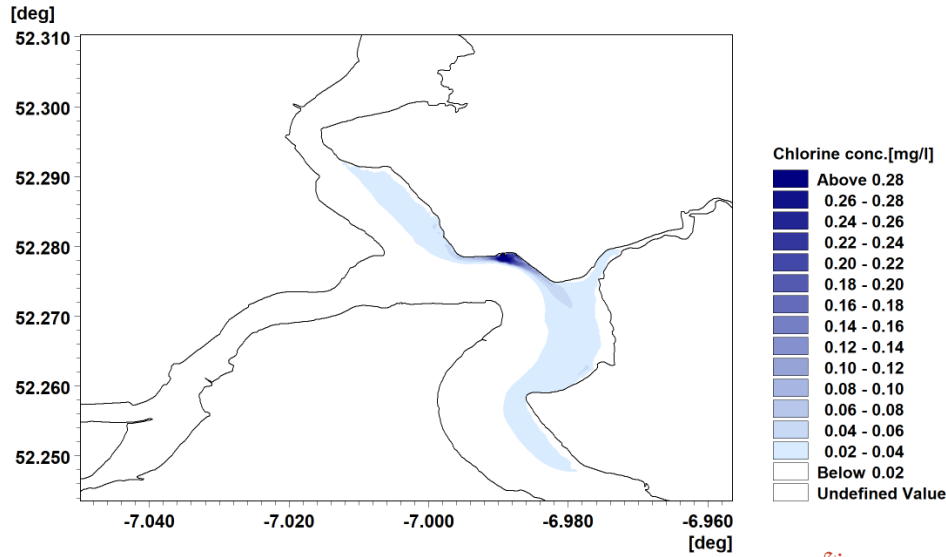 [deg]
52.310
52.300
52.290
52.280
52.270
52.260
52.250
-7.040 -7.020 -7.000 -6.980 -6.960
[deg]
Chlorine conc.[mg/l]
Above 0.28
0.26 - 0.28
0.24 - 0.26
0.22 - 0.24
0.20 - 0.22
0.18 - 0.20
0.16 - 0.18
0.14 - 0.16
0.12 - 0.14
0.10 - 0.12
0.08 - 0.10
0.06 - 0.08
0.04 - 0.06
0.02 - 0.04
Below 0.02
Undefined Value